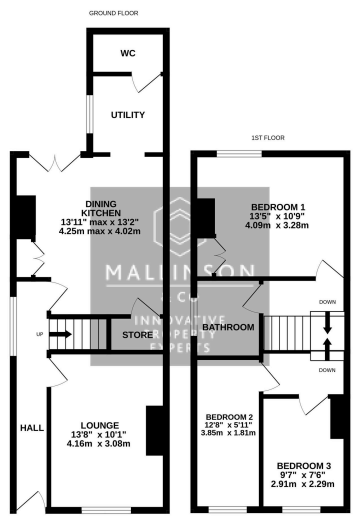 GROUND FLOOR
WC
UTILITY
DINING
KITCHEN
13'11" max x 13'2"
4.25m max x 4.02m
UP
STORE
HALL
LOUNGE
13'8" x 10'1"
4.16m x 3.08m
1ST FLOOR
BEDROOM 1
13'5" x 10'9"
4.09m x 3.28m
BATHROOM
DOWN
DOWN
BEDROOM 2
12'8" x 5'11"
3.85m x 1.81m
BEDROOM 3
9'7" x 7'6"
2.91m x 2.29m
MALLINSON
& CO
INNOVATIVE
PROPERTY
EXPERTS